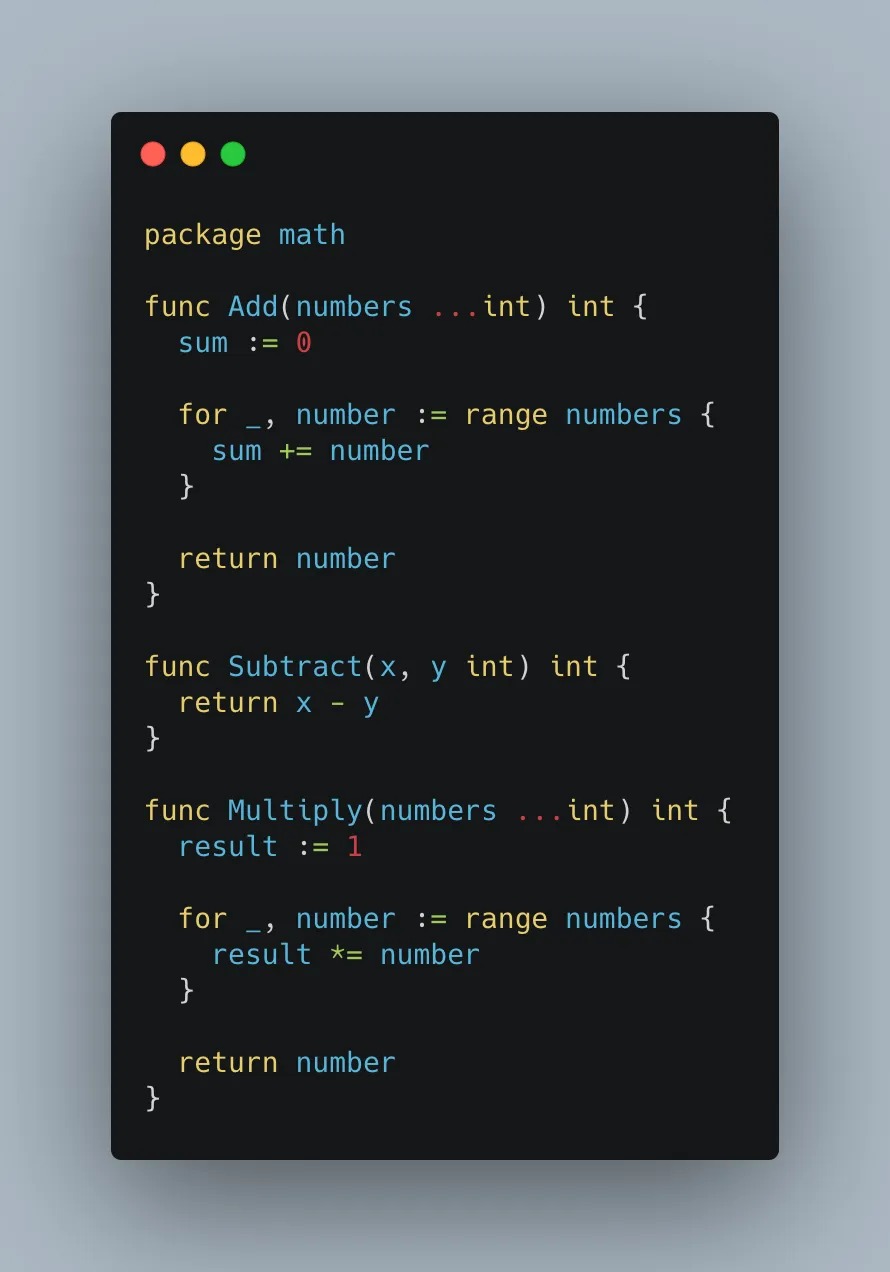 package math

func Add(numbers ...int) int {
  sum := 0

  for _, number := range numbers {
    sum += number
  }

  return number
}

func Subtract(x, y int) int {
  return x - y
}

func Multiply(numbers ...int) int {
  result := 1

  for _, number := range numbers {
    result *= number
  }

  return number
}